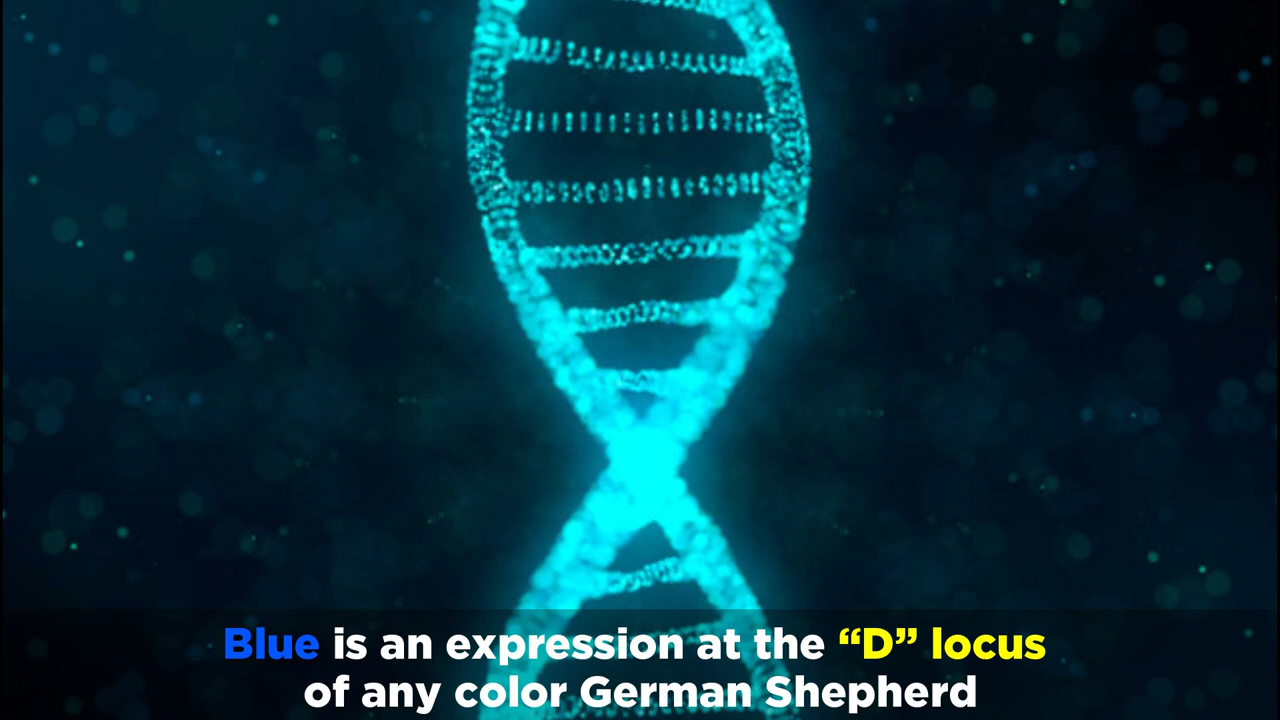 Blue is an expression at the “D” locus
of any color German Shepherd